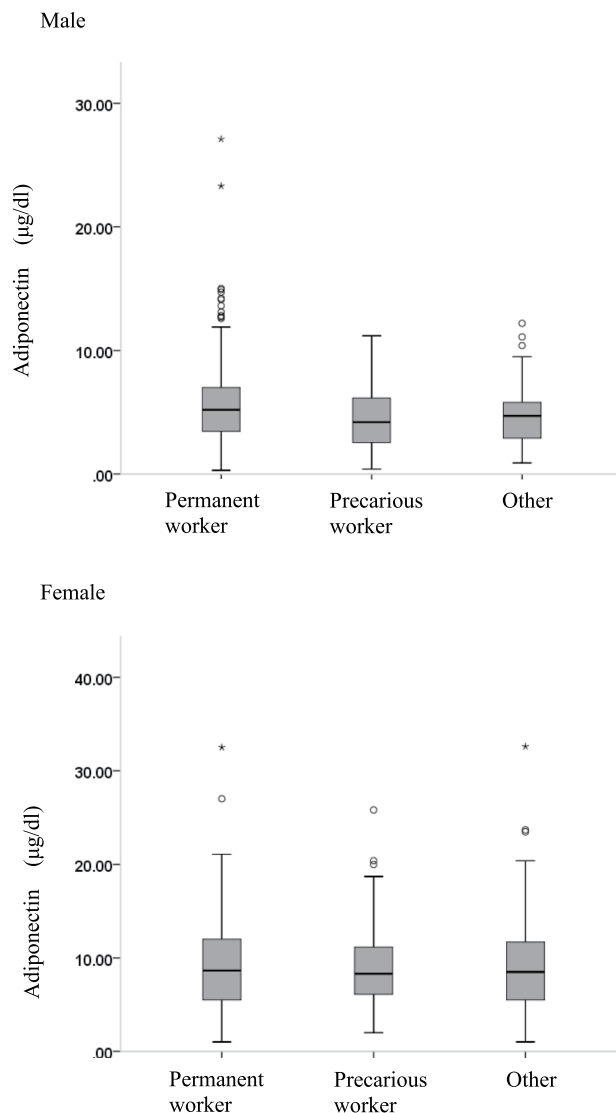 Male
30.00
20.00
10.00
.00
Adiponectin (μg/dl)
Permanent worker
Precarious worker
Other
Female
40.00
30.00
20.00
10.00
.00
Adiponectin (μg/dl)
Permanent worker
Precarious worker
Other